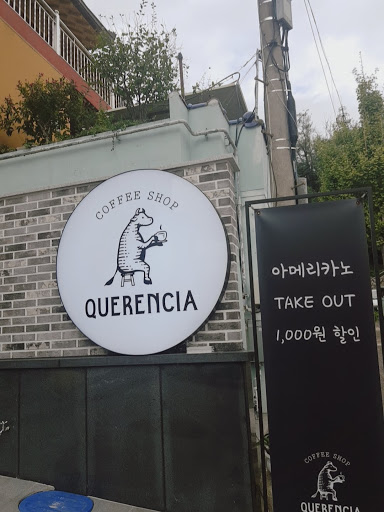 COFFEE SHOP
QUERENCIA
아메리카노
TAKE OUT
1,000원 할인
COFFEE SHOP
QUERENCIA